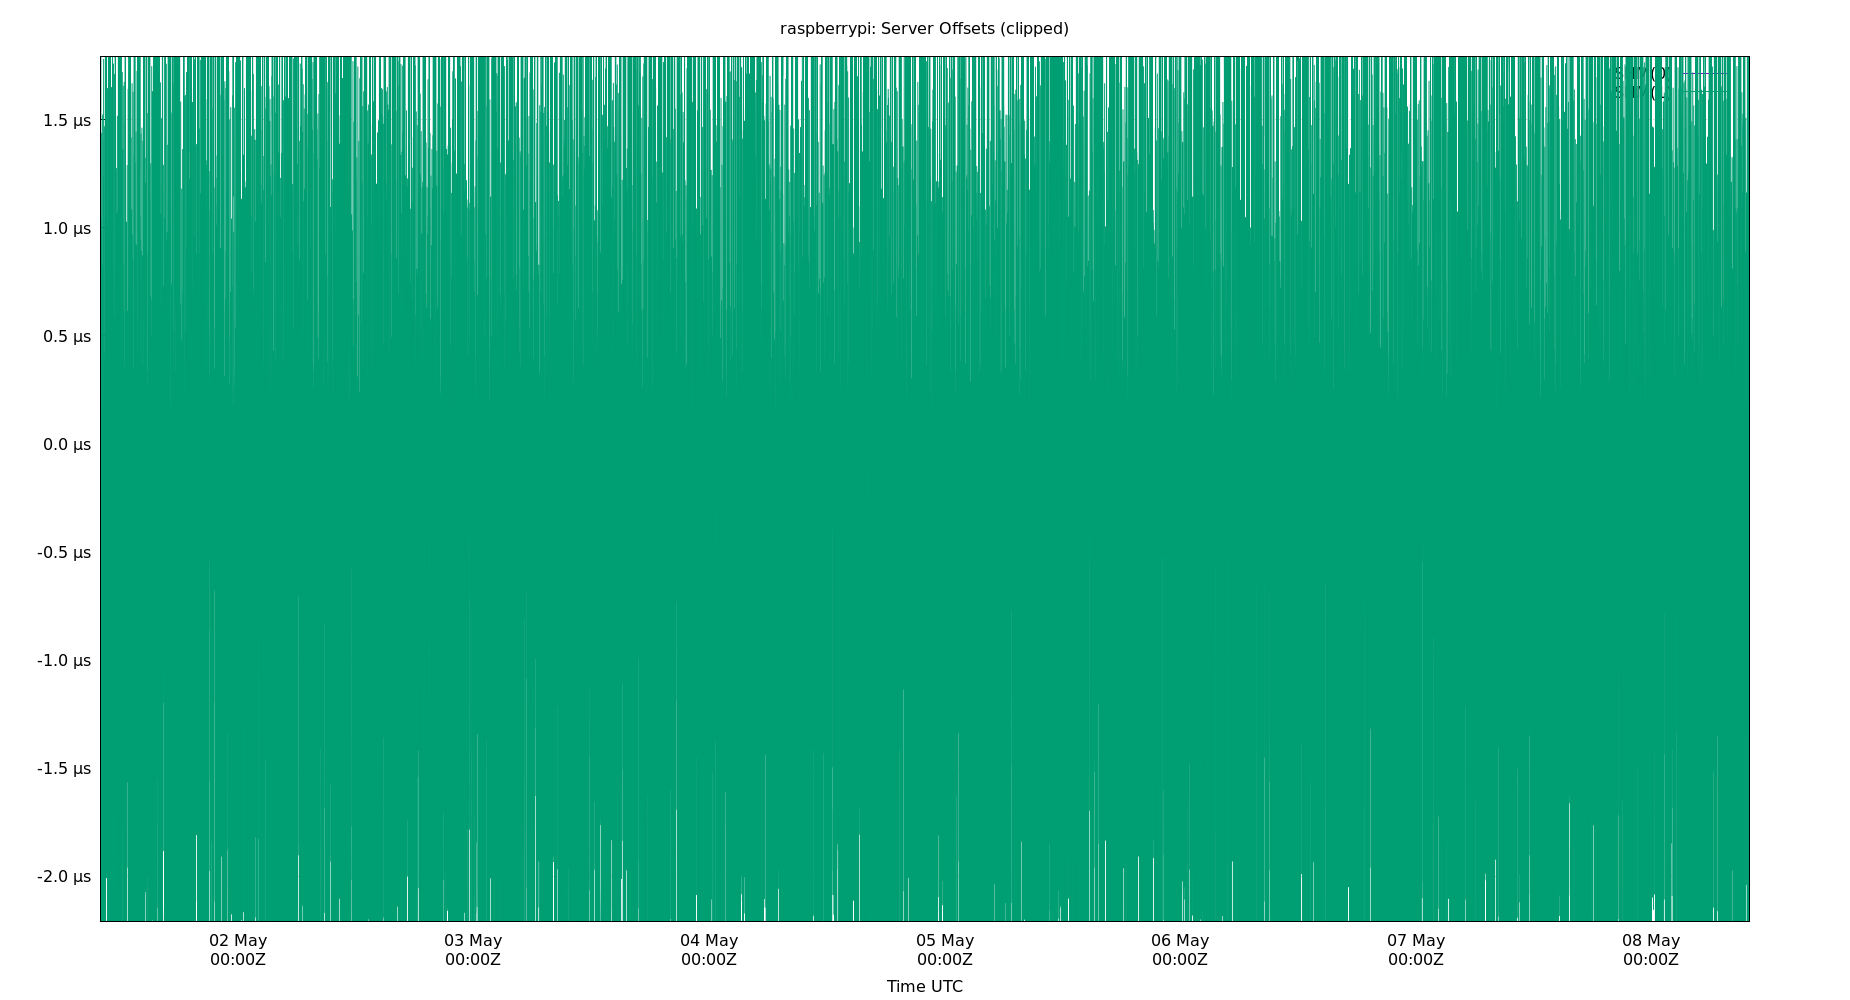 raspberrypi: Server Offsets (clipped)
1.5 µs
1.0 µs
0.5 µs
0.0 µs
-0.5 µs
-1.0 µs
-1.5 µs
-2.0 µs
02 May 03 May 04 May 05 May 06 May 07 May 08 May
00:00Z 00:00Z 00:00Z 00:00Z 00:00Z 00:00Z 00:00Z
Time UTC